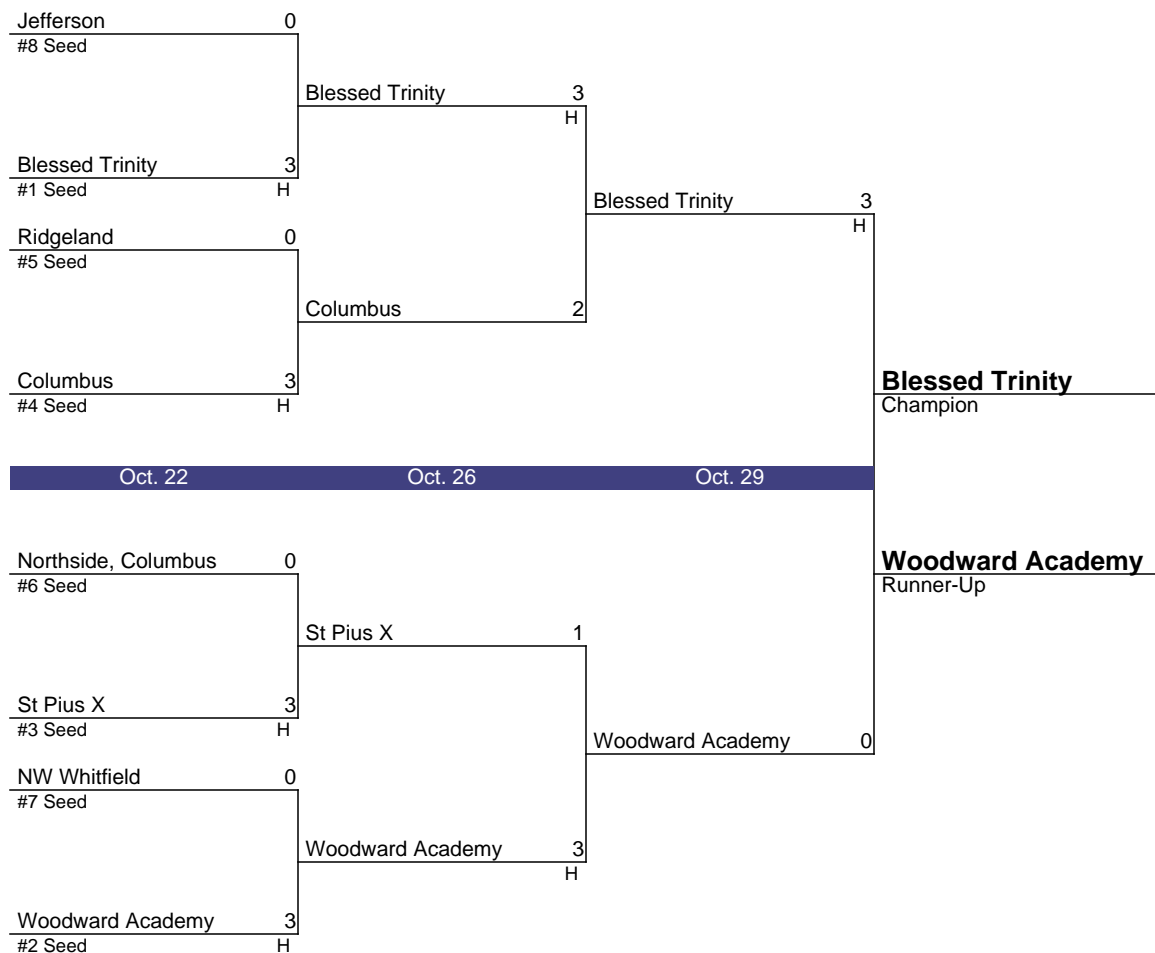 Jefferson 0
#8 Seed
Blessed Trinity 3
H
Blessed Trinity 3
#1 Seed H
Blessed Trinity 3
H
Ridgeland 0
#5 Seed
Columbus 2
Columbus 3
#4 Seed H
Blessed Trinity
Champion
Oct. 22 Oct. 26 Oct. 29
Northside, Columbus 0
#6 Seed
Woodward Academy
Runner-Up
St Pius X 1
St Pius X 3
#3 Seed H
Woodward Academy 0
NW Whitfield 0
#7 Seed
Woodward Academy 3
H
Woodward Academy 3
#2 Seed H